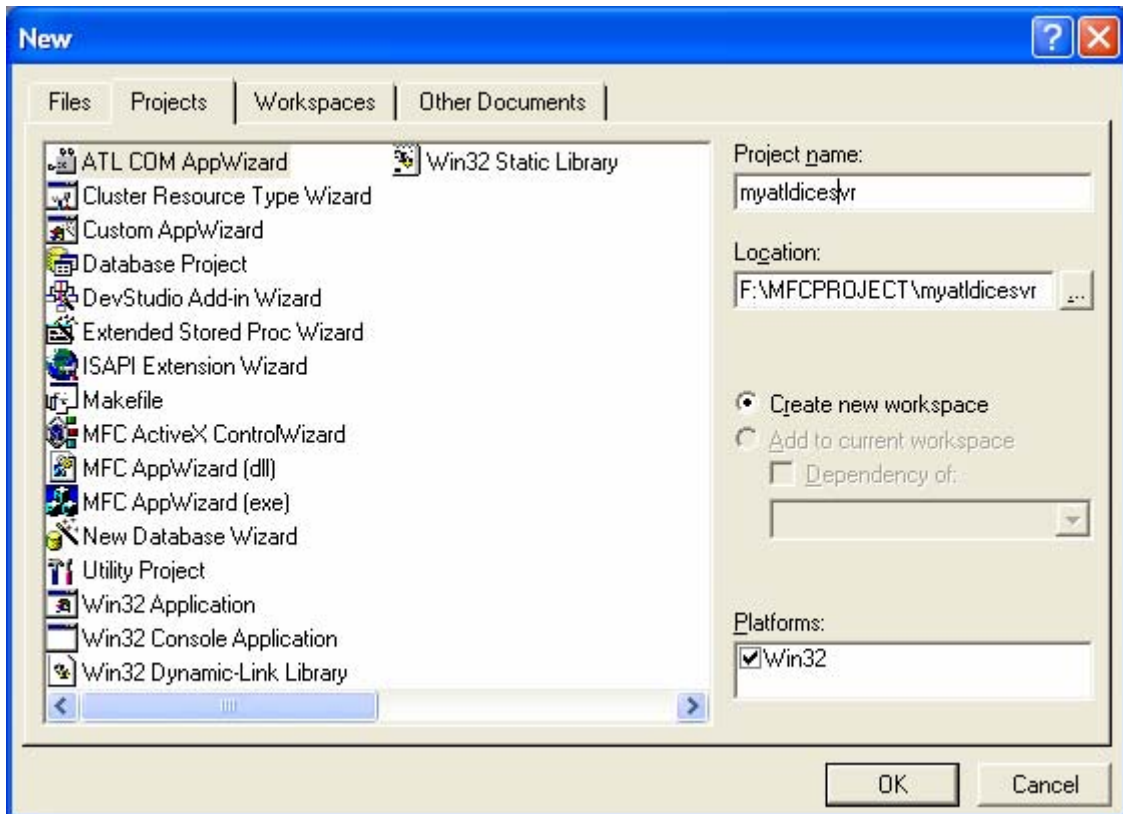 New
Files Projects Workspaces Other Documents
ATL COM AppWizard
Cluster Resource Type Wizard
Custom AppWizard
Database Project
DevStudio Add-in Wizard
Extended Stored Proc Wizard
ISAPI Extension Wizard
Makefile
MFC ActiveX ControlWizard
MFC AppWizard (dll)
MFC AppWizard (exe)
New Database Wizard
Utility Project
Win32 Application
Win32 Console Application
Win32 Dynamic-Link Library
Win32 Static Library
Project name:
myatldicesvr
Location:
F:\MFCPROJECT\myatldicesvr
...
Create new workspace
Add to current workspace
Dependency of:
Platforms:
Win32
OK Cancel